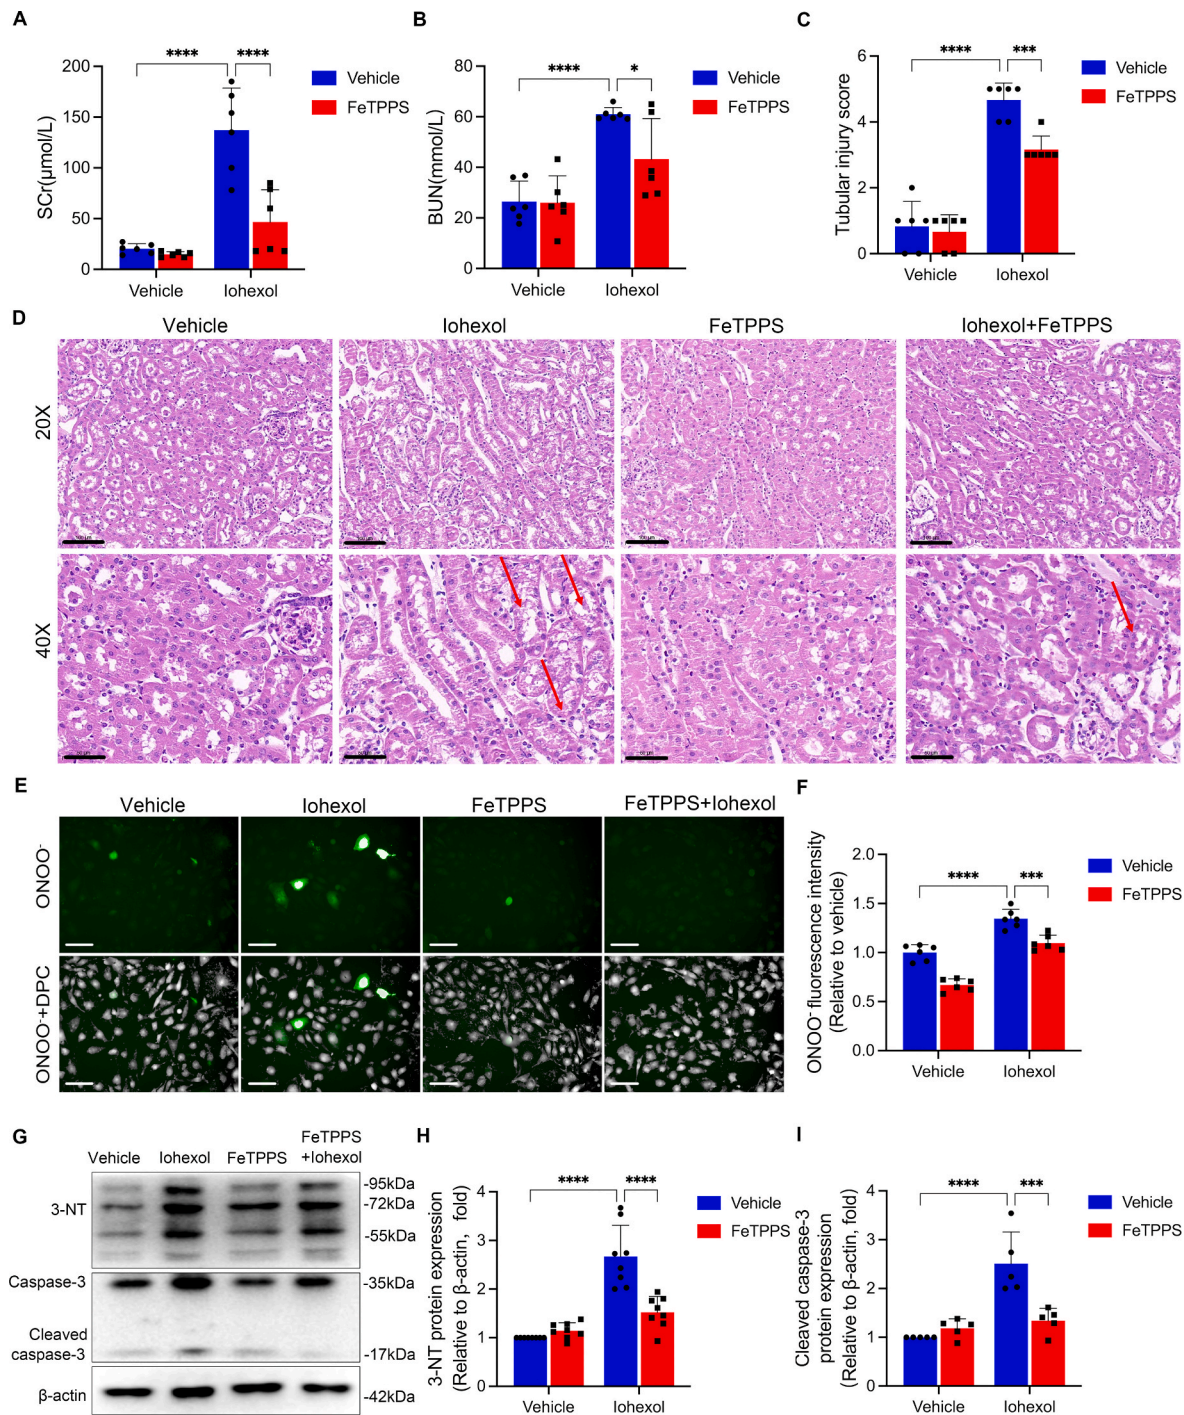 A
SCr(μmol/L)
200
150
100
50
0
**** ****
Vehicle
FeTPPS
Vehicle Iohexol
B
BUN(mmol/L)
80
60
40
20
0
**** *
Vehicle
FeTPPS
Vehicle Iohexol
C
Tubular injury score
6
4
2
0
**** ***
Vehicle
FeTPPS
Vehicle Iohexol
D
Vehicle Iohexol FeTPPS Iohexol+FeTPPS
20X
40X
E
Vehicle Iohexol FeTPPS FeTPPS+Iohexol
ONOO⁻
ONOO⁻+DPC
F
ONOO⁻ fluorescence intensity
(Relative to vehicle)
2.0
1.5
1.0
0.5
0.0
**** ***
Vehicle
FeTPPS
Vehicle Iohexol
G
Vehicle Iohexol FeTPPS FeTPPS
+Iohexol
3-NT
-95kDa
-72kDa
-55kDa
Caspase-3 -35kDa
Cleaved
caspase-3 -17kDa
β-actin -42kDa
H
3-NT protein expression
(Relative to β-actin, fold)
4
3
2
1
0
**** ****
Vehicle
FeTPPS
Vehicle Iohexol
I
Cleaved caspase-3
protein expression
(Relative to β-actin, fold)
4
3
2
1
0
**** ***
Vehicle
FeTPPS
Vehicle Iohexol